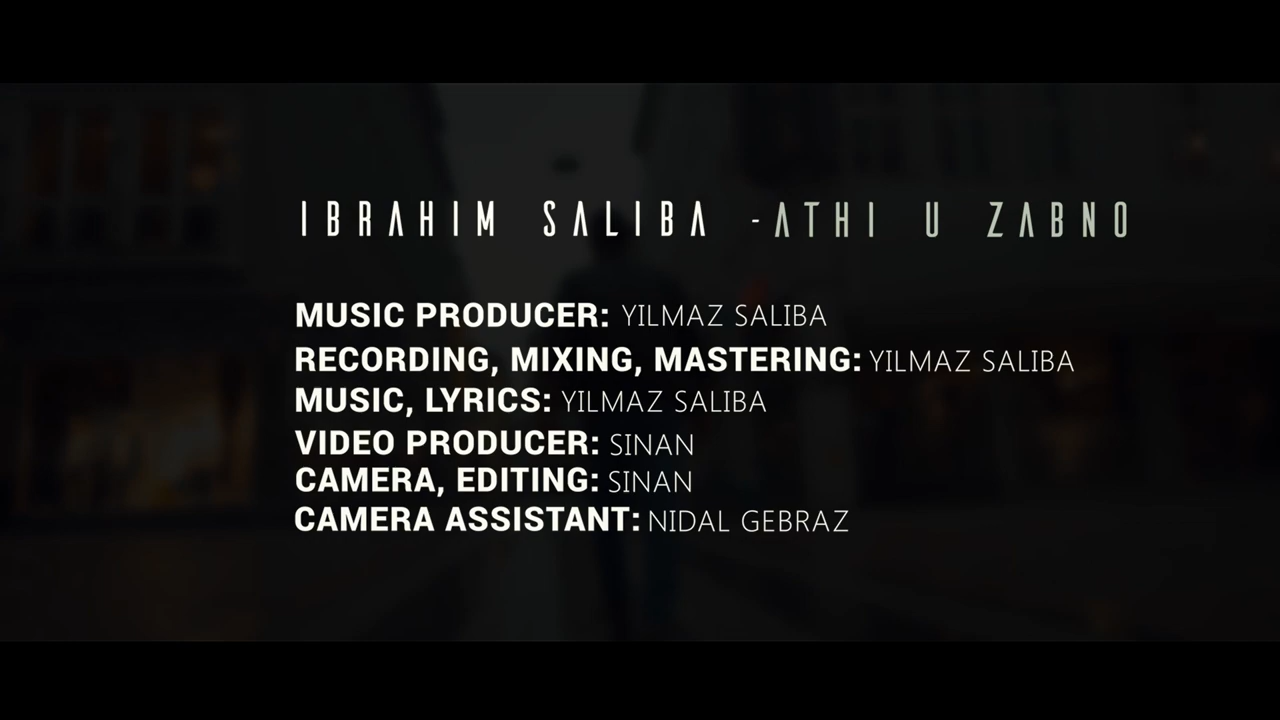 IBRAHIM SALIBA -ATHI U ZABNO
MUSIC PRODUCER: YILMAZ SALIBA
RECORDING, MIXING, MASTERING: YILMAZ SALIBA
MUSIC, LYRICS: YILMAZ SALIBA
VIDEO PRODUCER: SINAN
CAMERA, EDITING: SINAN
CAMERA ASSISTANT: NIDAL GEBRAZ